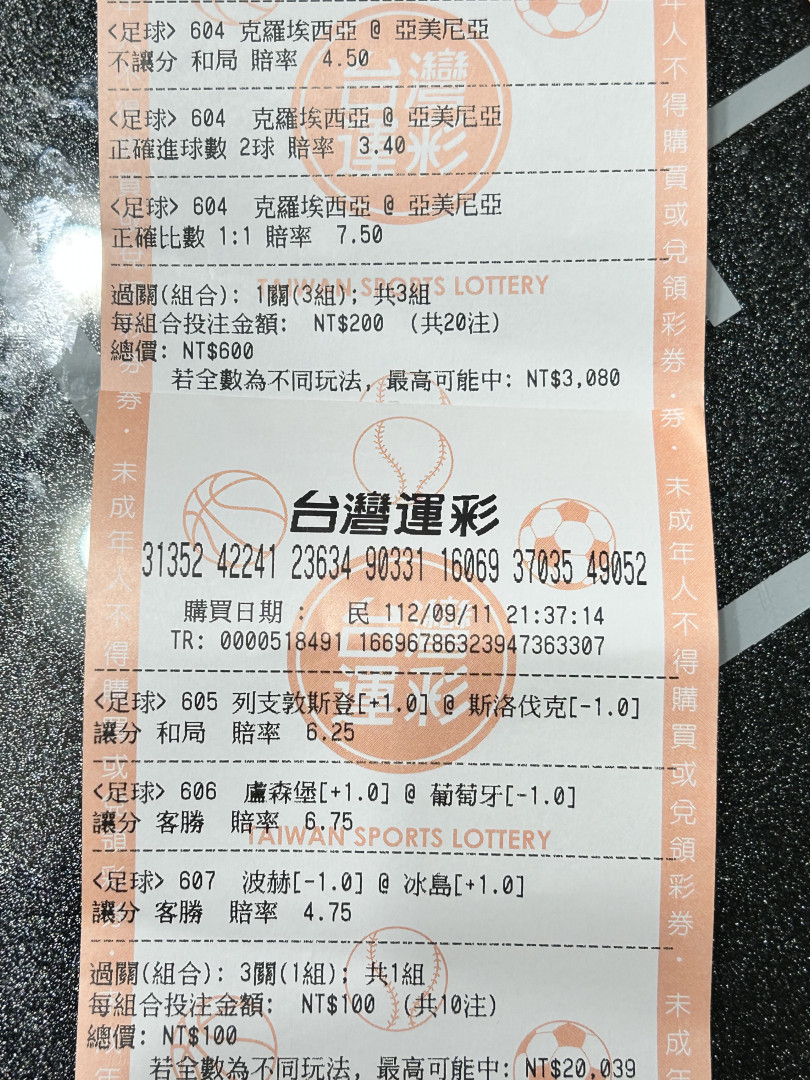 <足球> 604 克羅埃西亞 @ 亞美尼亞
不讓分 和局 賠率 4.50
<足球> 604 克羅埃西亞 @ 亞美尼亞
正確進球數 2球 賠率 3.40
<足球> 604 克羅埃西亞 @ 亞美尼亞
正確比數 1:1 賠率 7.50
TAIWAN SPORTS LOTTERY
過關(組合): 1關(3組); 共3組
每組合投注金額: NT$200 (共20注)
總價: NT$600
若全數為不同玩法, 最高可能中: NT$3,080
台灣運彩
年人不得購買或兌領彩券·
券·
台灣運彩
31352 42241 23634 90331 16069 37035 49052
購買日期: 民 112/09/11 21:37:14
TR: 0000518491 16696786323947363307
<足球> 605 列支敦斯登[+1.0] @ 斯洛伐克[-1.0]
讓分 和局 賠率 6.25
<足球> 606 盧森堡[+1.0] @ 葡萄牙[-1.0]
讓分 客勝 賠率 6.75
TAIWAN SPORTS LOTTERY
<足球> 607 波赫[-1.0] @ 冰島[+1.0]
讓分 客勝 賠率 4.75
過關(組合): 3關(1組); 共1組
每組合投注金額: NT$100 (共10注)
總價: NT$100
若全數為不同玩法, 最高可能中: NT$20,039
台灣運彩
券·未成年人不得購買或兌領彩券·未成年